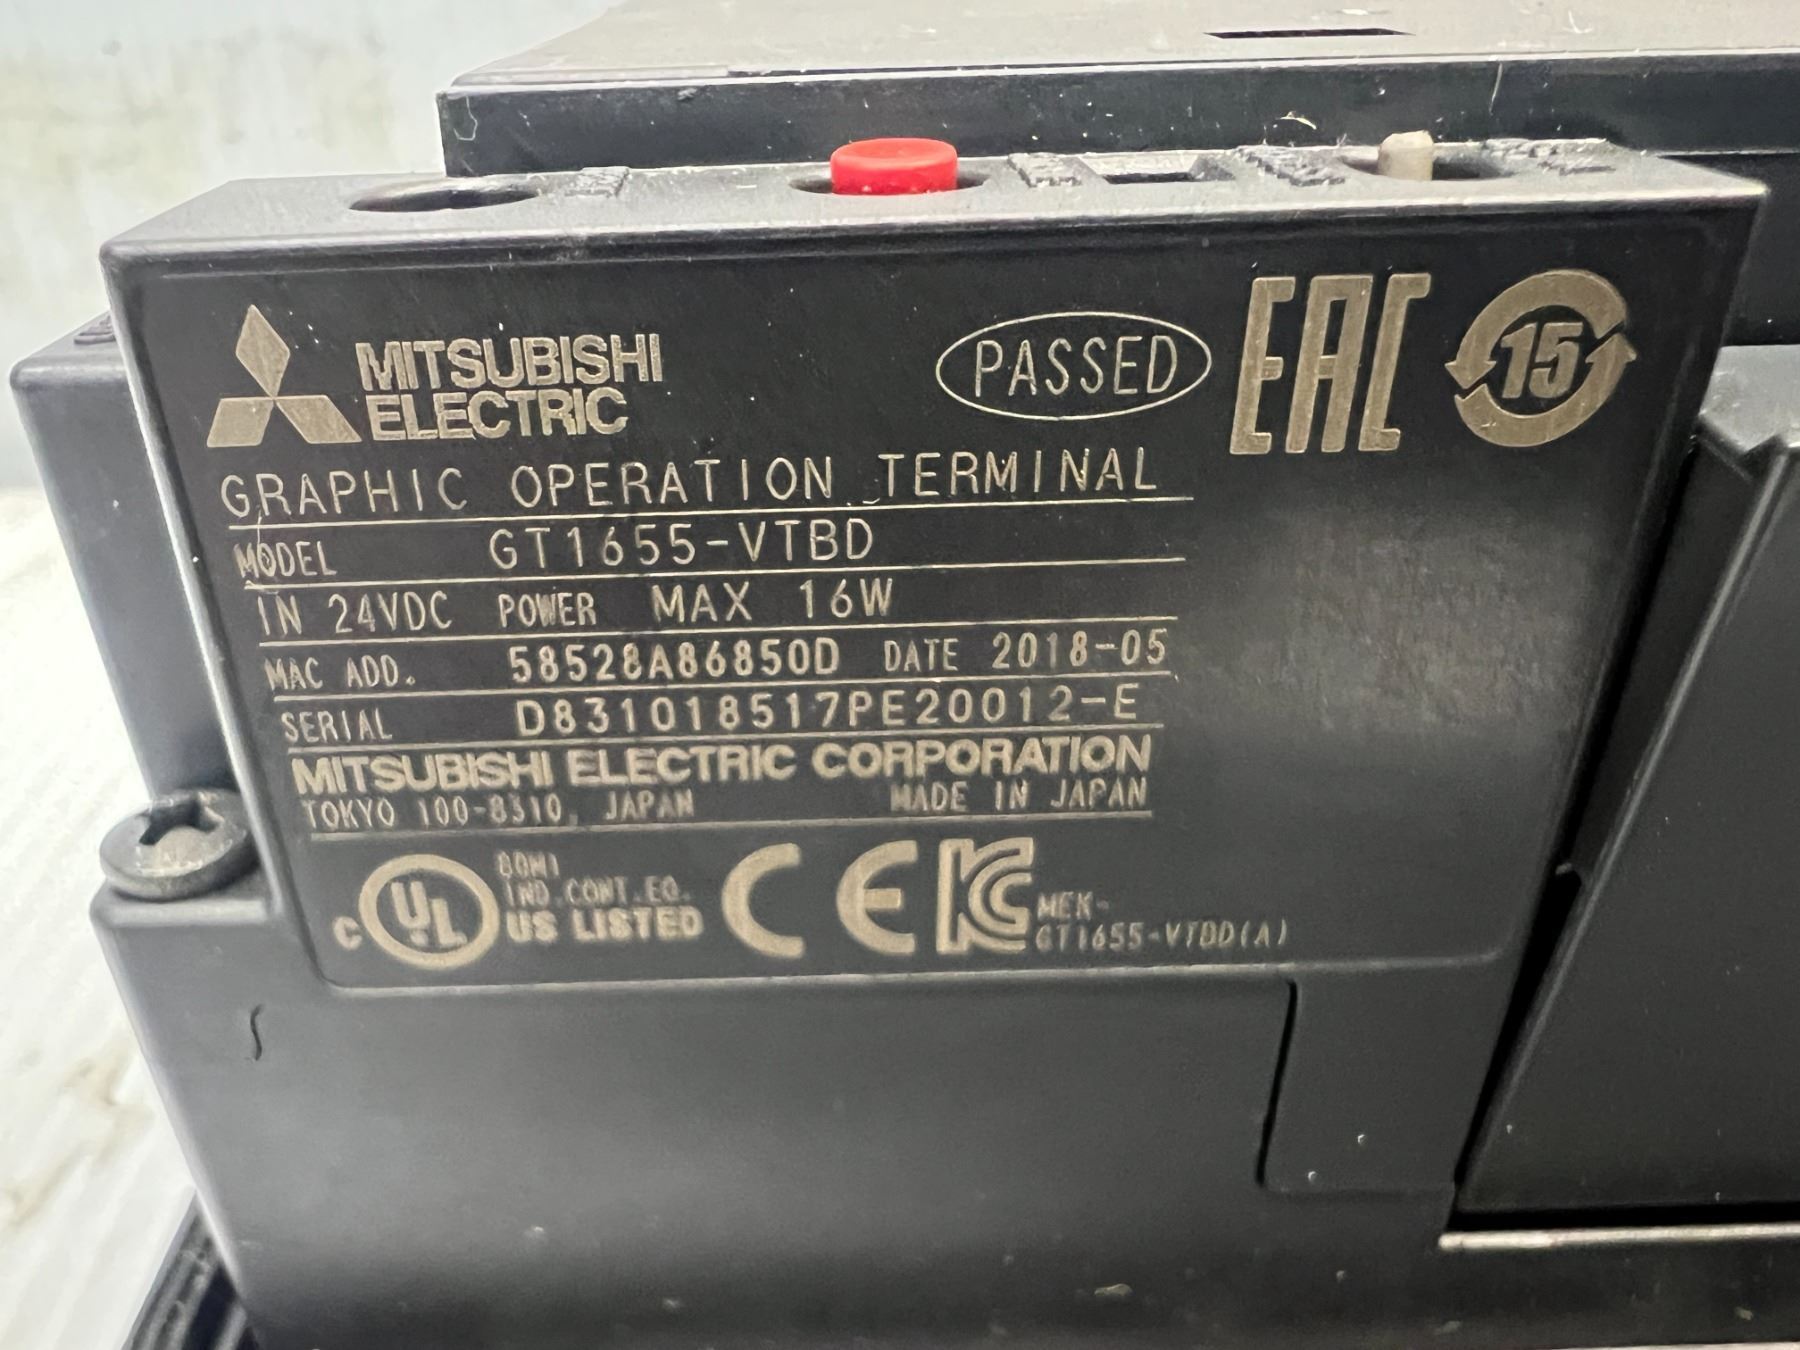 MITSUBISHI
ELECTRIC
PASSED
EAC
15
GRAPHIC OPERATION TERMINAL
MODEL GT1655-VTBD
IN 24VDC POWER MAX 16W
MAC ADD. 58528A86850D DATE 2018-05
SERIAL D831018517PE20012-E
MITSUBISHI ELECTRIC CORPORATION
TOKYO 100-8310, JAPAN MADE IN JAPAN
C UL US LISTED
80M1
IND.CONT.EQ.
CE
KC
MEK-
GT1655-VTBD(A)